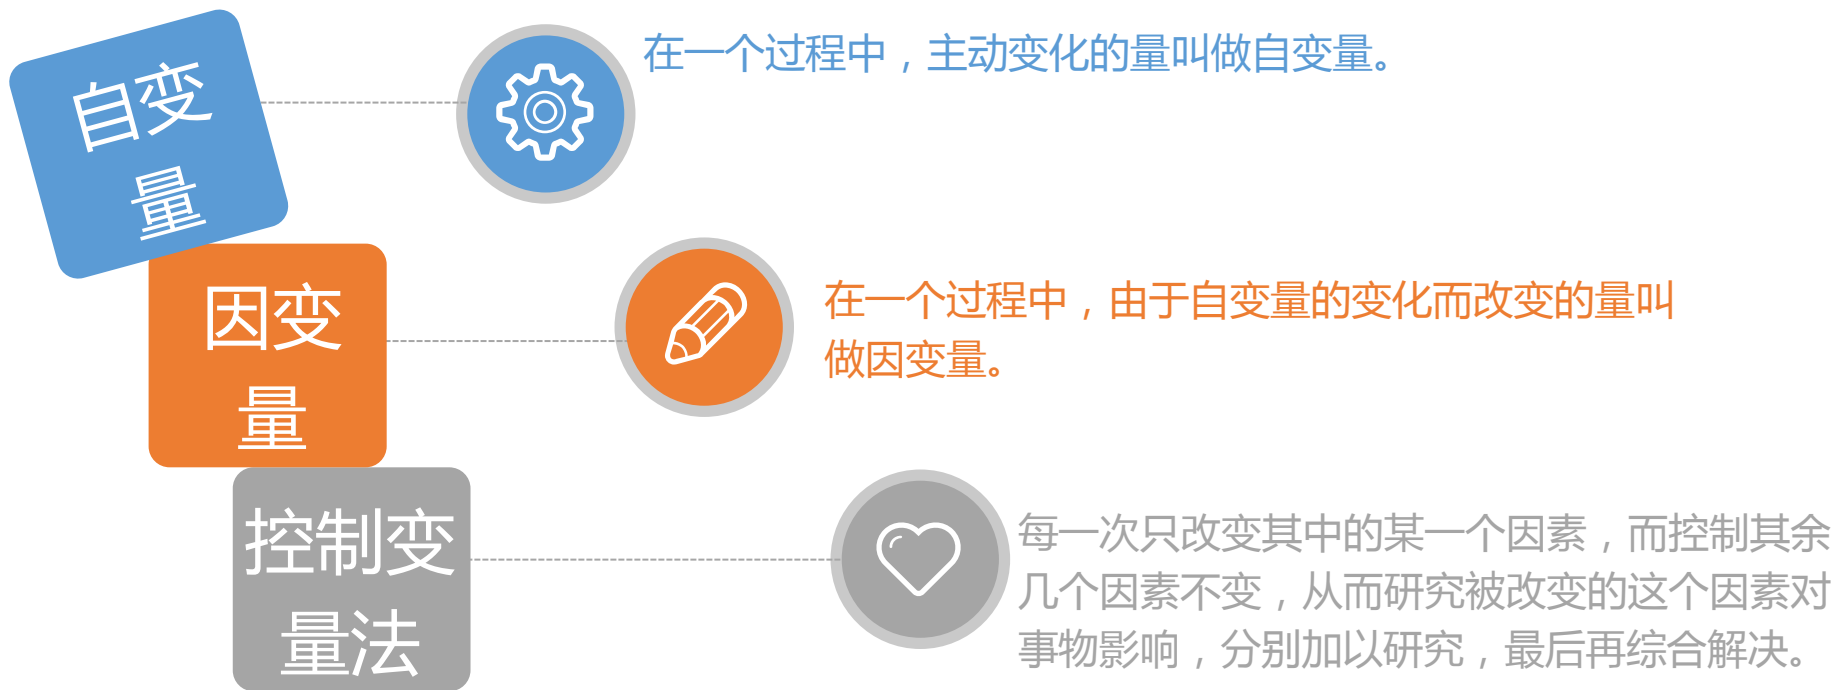 自变
量
在一个过程中，主动变化的量叫做自变量。
因变
量
在一个过程中，由于自变量的变化而改变的量叫
做因变量。
控制变
量法
每一次只改变其中的某一个因素，而控制其余
几个因素不变，从而研究被改变的这个因素对
事物影响，分别加以研究，最后再综合解决。